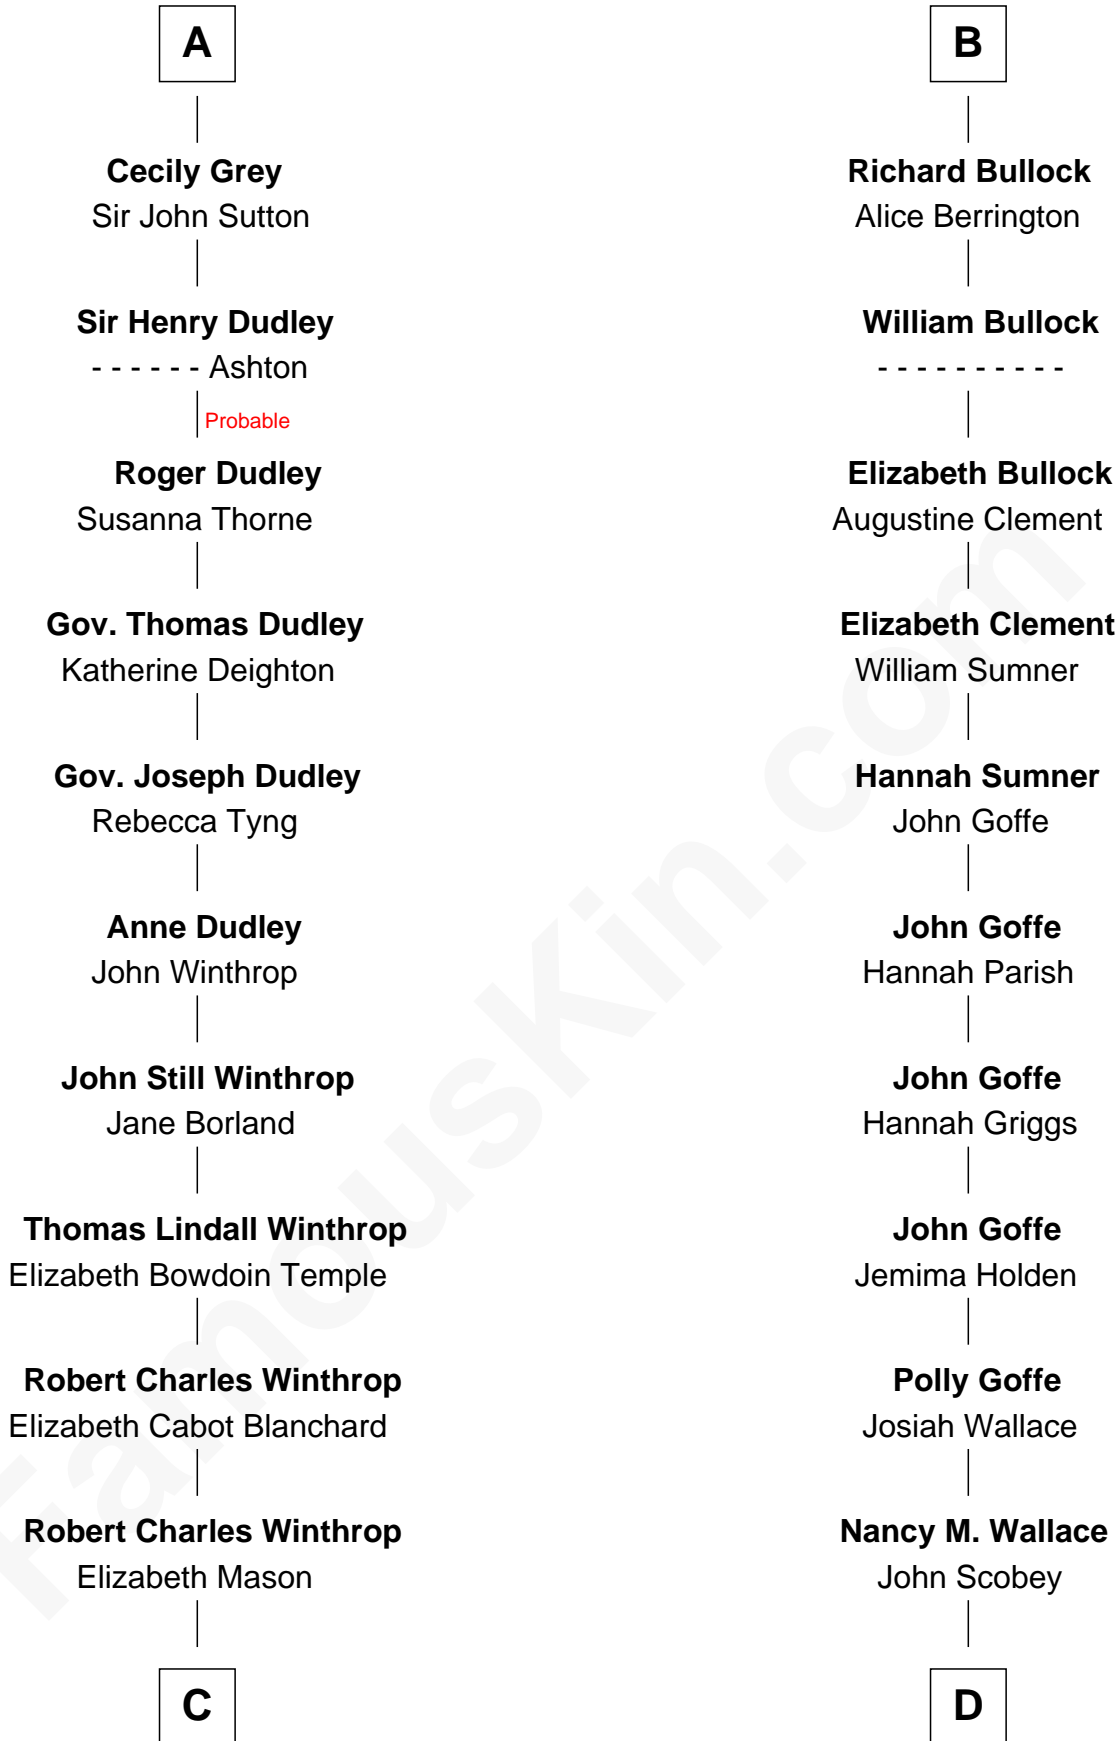 A
Cecily Grey
Sir John Sutton
Sir Henry Dudley
- - - - - - Ashton
Probable
Roger Dudley
Susanna Thorne
Gov. Thomas Dudley
Katherine Deighton
Gov. Joseph Dudley
Rebecca Tyng
Anne Dudley
John Winthrop
John Still Winthrop
Jane Borland
Thomas Lindall Winthrop
Elizabeth Bowdoin Temple
Robert Charles Winthrop
Elizabeth Cabot Blanchard
Robert Charles Winthrop
Elizabeth Mason
C
B
Richard Bullock
Alice Berrington
William Bullock
- - - - - - - - - -
Elizabeth Bullock
Augustine Clement
Elizabeth Clement
William Sumner
Hannah Sumner
John Goffe
John Goffe
Hannah Parish
John Goffe
Hannah Griggs
John Goffe
Jemima Holden
Polly Goffe
Josiah Wallace
Nancy M. Wallace
John Scobey
D
FamousKin.com